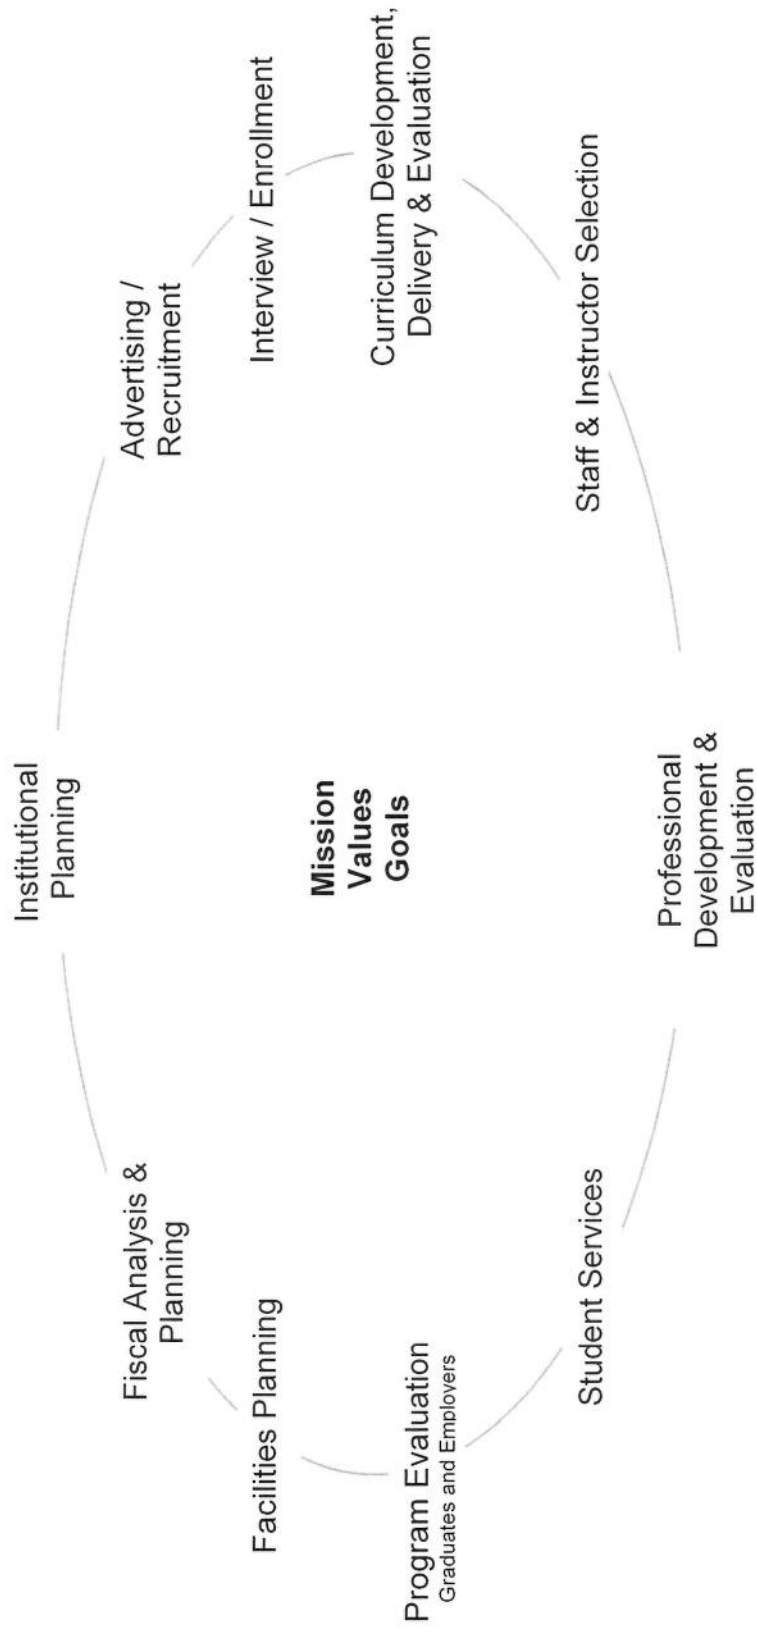 Institutional
Planning
Advertising /
Recruitment
Interview / Enrollment
Curriculum Development,
Delivery & Evaluation
Staff & Instructor Selection
Professional
Development &
Evaluation
Student Services
Program Evaluation
Graduates and Employers
Facilities Planning
Fiscal Analysis &
Planning
Mission
Values
Goals